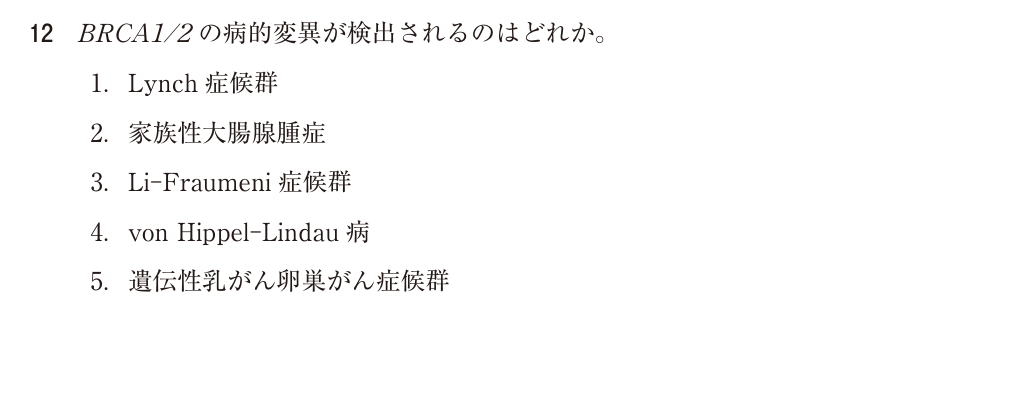 12 BRCA1/2 の病的変異が検出されるのはどれか。
1. Lynch 症候群
2. 家族性大腸腺腫症
3. Li-Fraumeni 症候群
4. von Hippel-Lindau 病
5. 遺伝性乳がん卵巣がん症候群